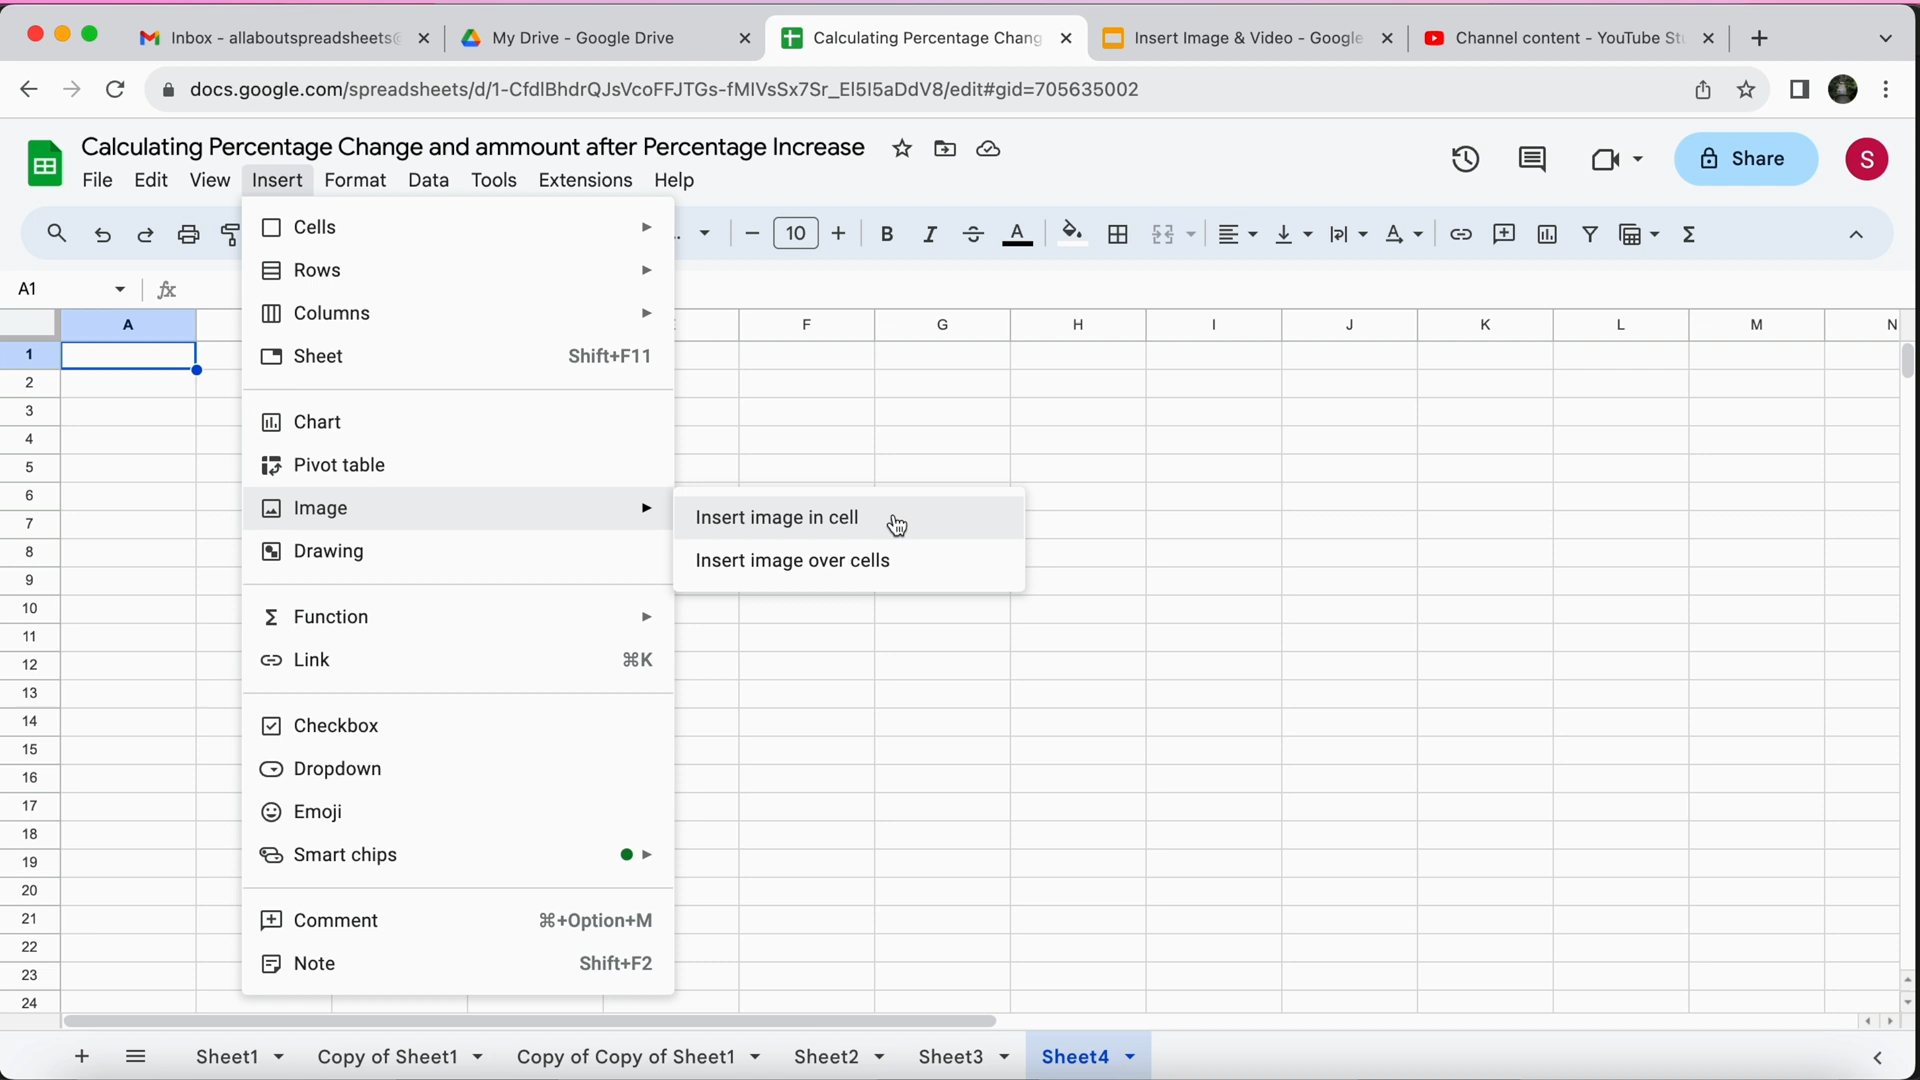 Inbox - allaboutspreadsheets@
My Drive - Google Drive
Calculating Percentage Chang
Insert Image & Video - Google
Channel content - YouTube Stu
docs.google.com/spreadsheets/d/1-CfdlBhdrQJsVcoFFJTGs-fMlVsSx7Sr_El5I5aDdV8/edit#gid=705635002
Calculating Percentage Change and ammount after Percentage Increase
File Edit View Insert Format Data Tools Extensions Help
Share
S
10
A1
fx
A F G H I J K L M N
1
2
3
4
5
6
7
8
9
10
11
12
13
14
15
16
17
18
19
20
21
22
23
24
Cells
Rows
Columns
Sheet Shift+F11
Chart
Pivot table
Image
Drawing
Function
Link ⌘K
Checkbox
Dropdown
Emoji
Smart chips
Comment ⌘+Option+M
Note Shift+F2
Insert image in cell
Insert image over cells
Sheet1 Copy of Sheet1 Copy of Copy of Sheet1 Sheet2 Sheet3 Sheet4